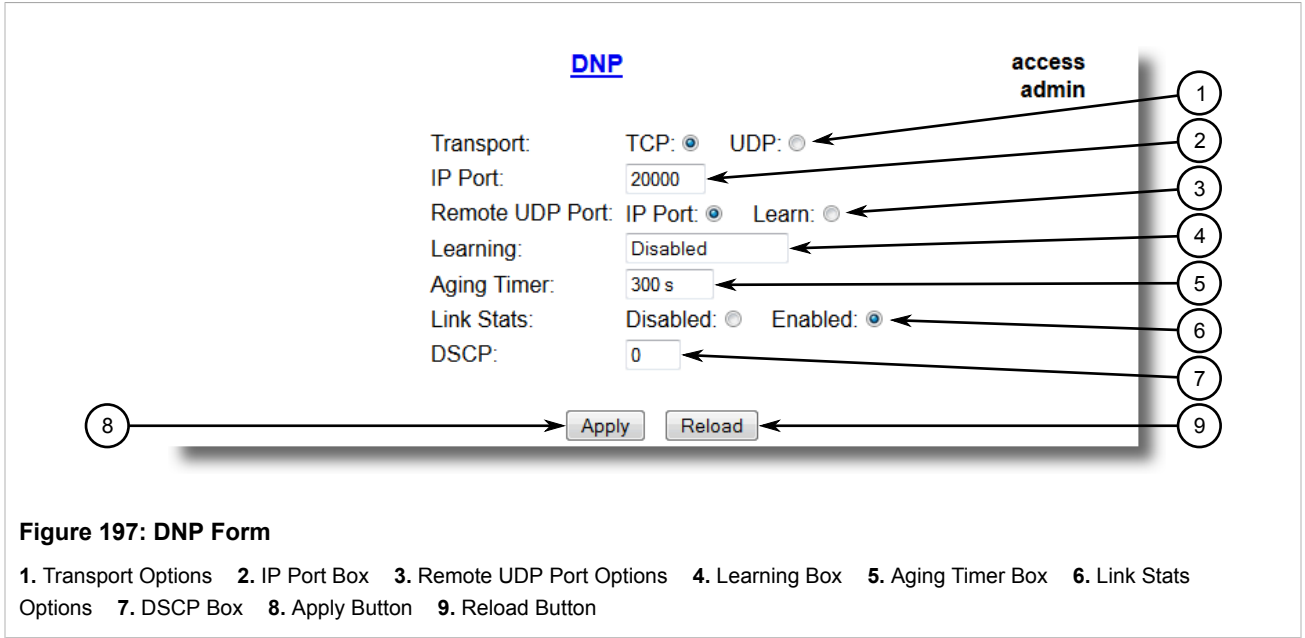 DNP
access
admin
Transport: TCP: UDP:
IP Port: 20000
Remote UDP Port: IP Port: Learn:
Learning: Disabled
Aging Timer: 300 s
Link Stats: Disabled: Enabled:
DSCP: 0
Apply Reload
1
2
3
4
5
6
7
8
9
Figure 197: DNP Form
1. Transport Options 2. IP Port Box 3. Remote UDP Port Options 4. Learning Box 5. Aging Timer Box 6. Link Stats
Options 7. DSCP Box 8. Apply Button 9. Reload Button